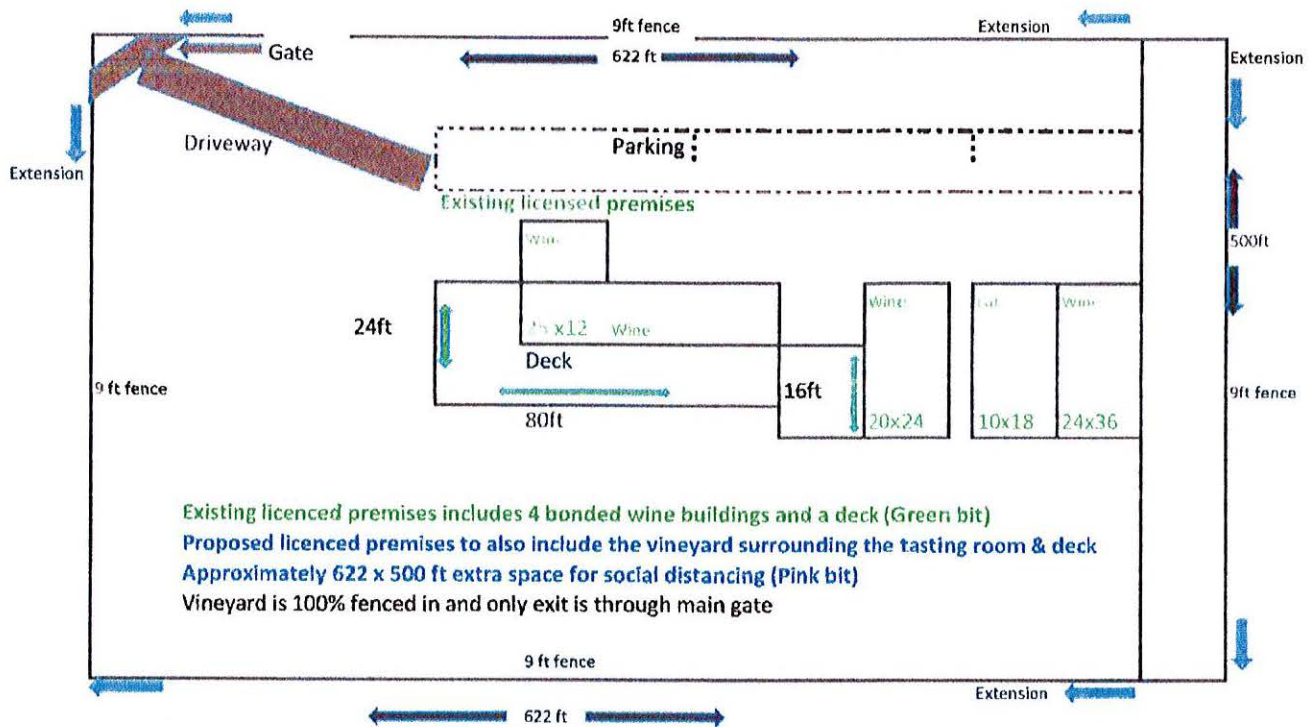 9ft fence
Extension
Gate
622 ft
Extension
Driveway
Parking
Extension
Existing licensed premises
Wine
500ft
Wine
Wine
24ft
x12 Wine
Deck
9 ft fence
16ft
9ft fence
80ft
20x24
10x18
24x36
Existing licenced premises includes 4 bonded wine buildings and a deck (Green bit)
Proposed licenced premises to also include the vineyard surrounding the tasting room & deck
Approximately 622 x 500 ft extra space for social distancing (Pink bit)
Vineyard is 100% fenced in and only exit is through main gate
9 ft fence
Extension
622 ft